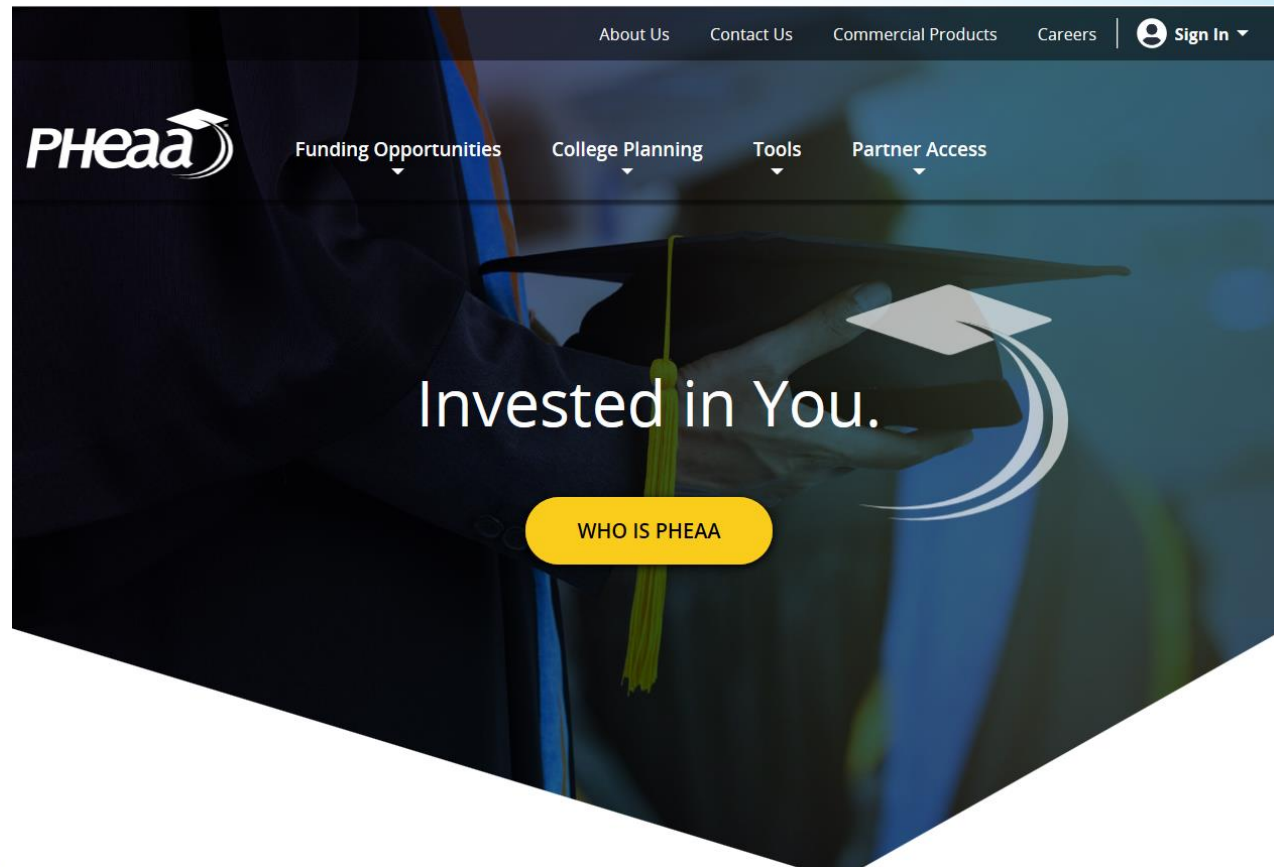 About Us Contact Us Commercial Products Careers Sign In
PHEAA
Funding Opportunities College Planning Tools Partner Access
Invested in You.
WHO IS PHEAA